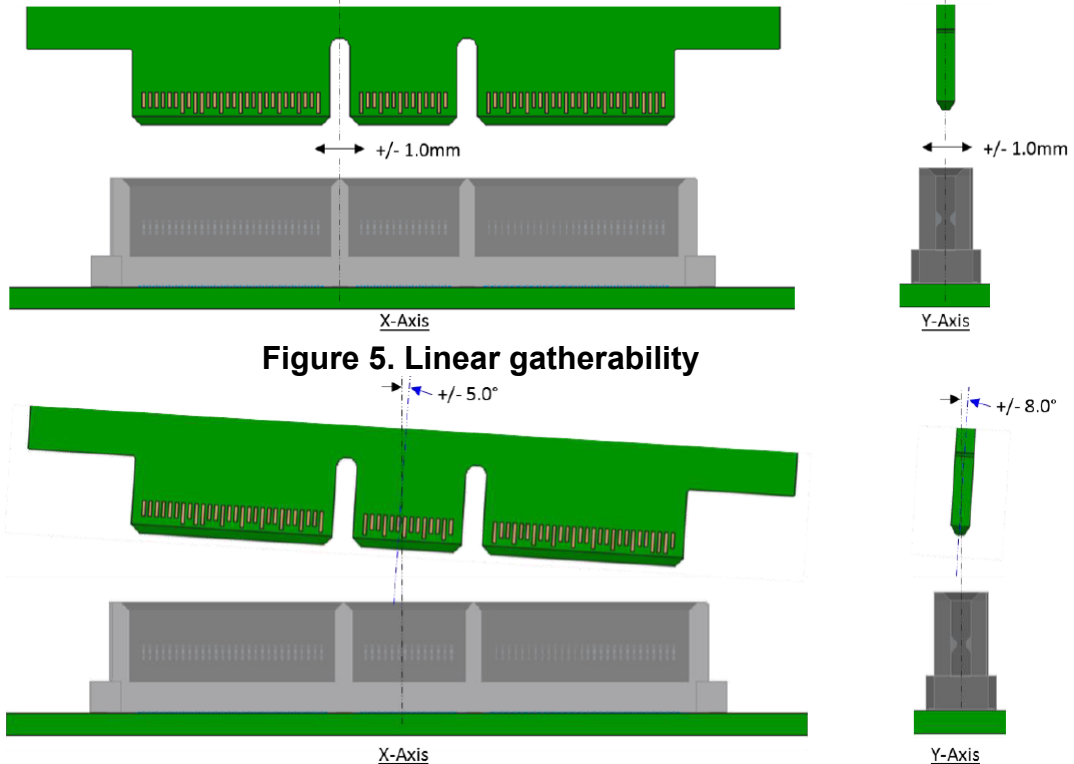 +/- 1.0mm
+/- 1.0mm
X-Axis
Y-Axis
Figure 5. Linear gatherability
+/- 5.0°
+/- 8.0°
X-Axis
Y-Axis